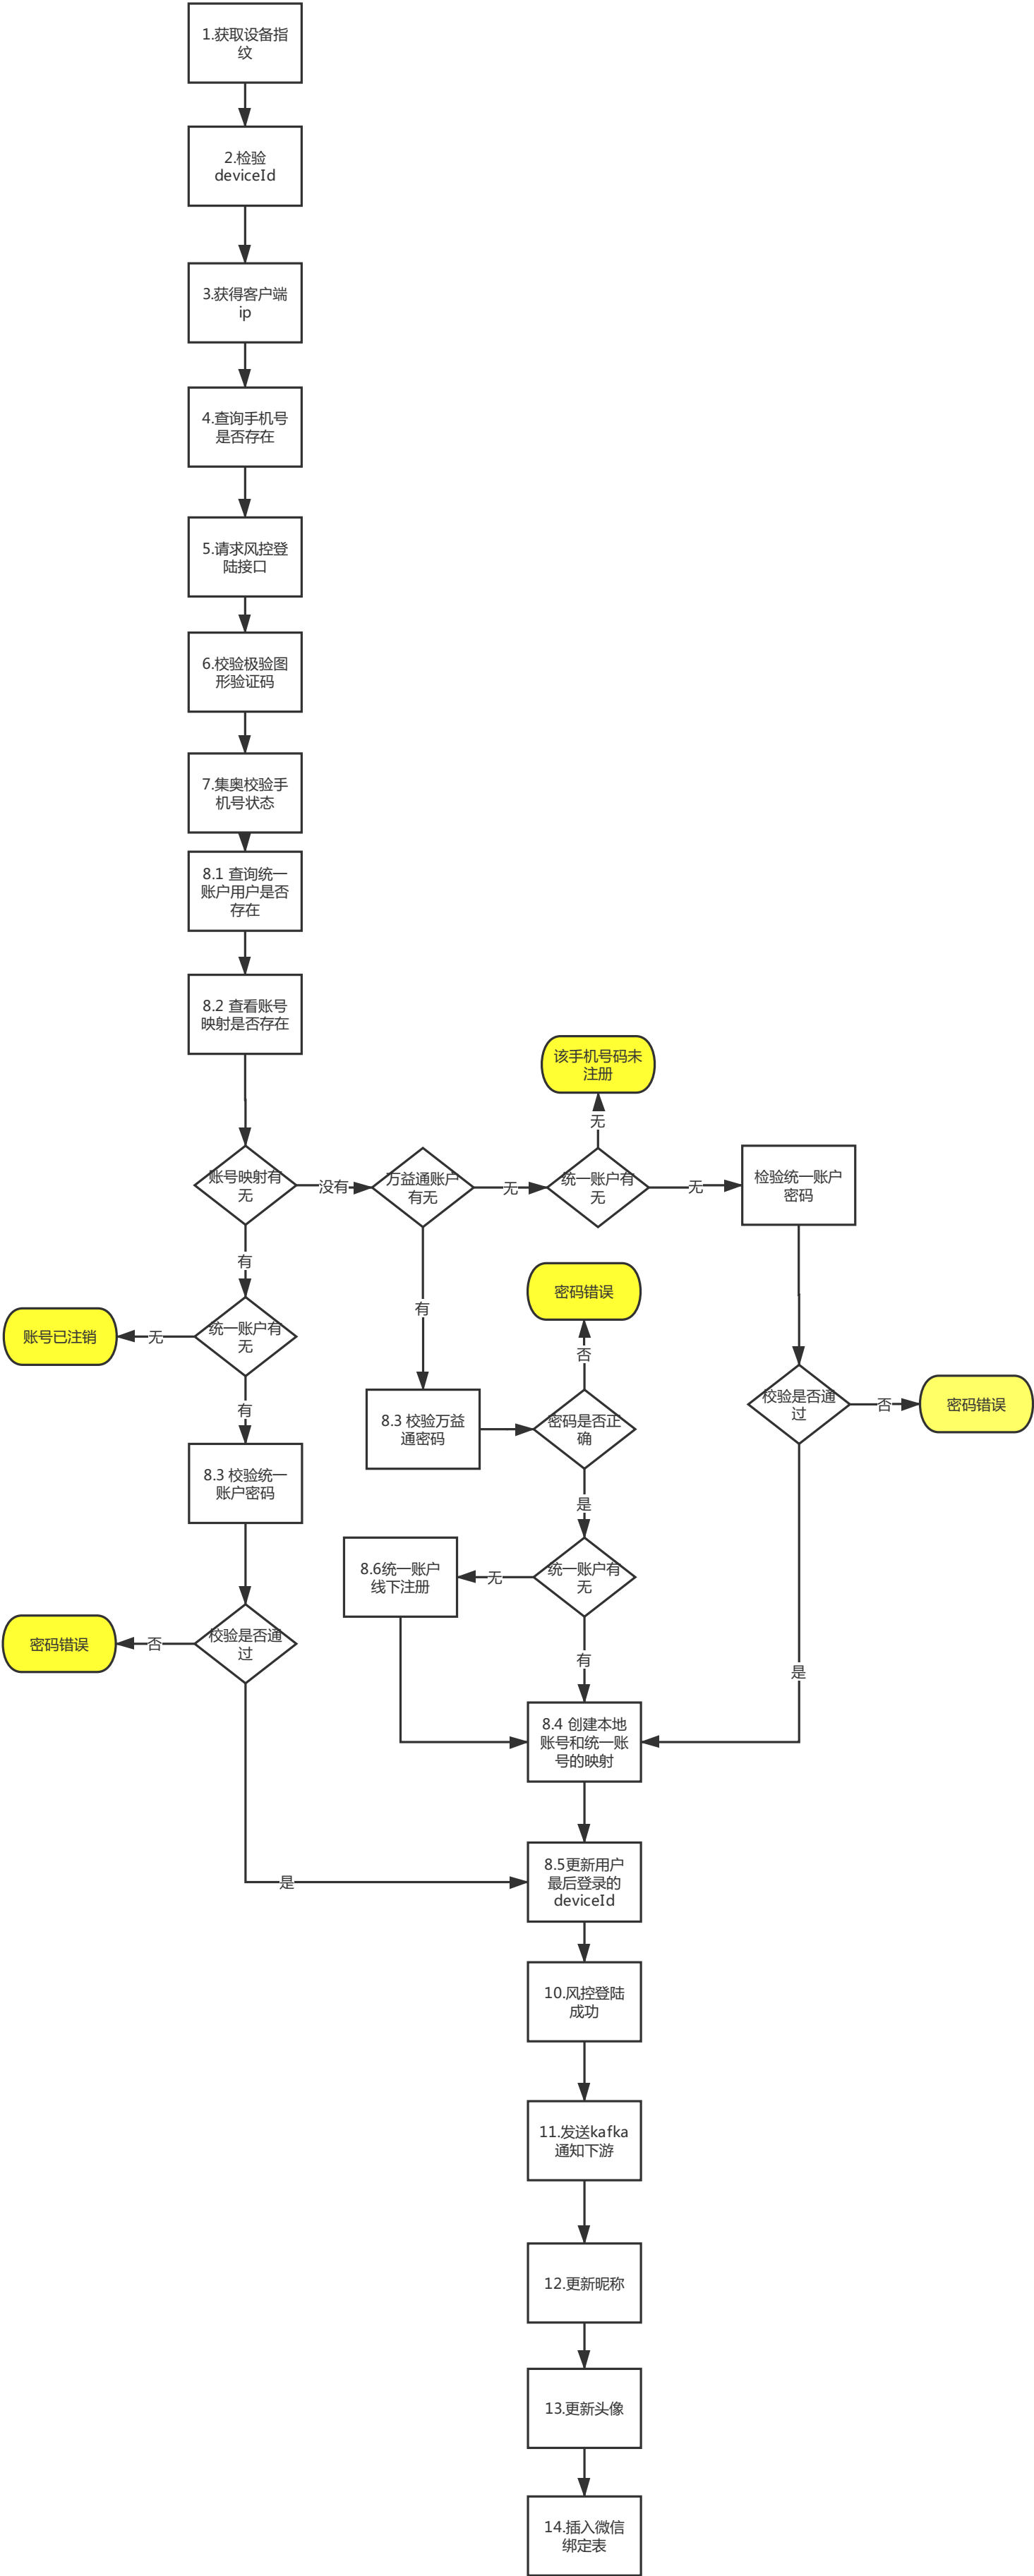 1.获取设备指
纹
2.检验
deviceId
3.获得客户端
ip
4.查询手机号
是否存在
5.请求风控登
陆接口
6.校验极验图
形验证码
7.集奥校验手
机号状态
8.1 查询统一
账户用户是否
存在
8.2 查看账号
映射是否存在
该手机号码未
注册
无
账号映射有
无
没有
万益通账户
有无
无
统一账户有
无
无
检验统一账户
密码
有
有
密码错误
否
账号已注销
无
统一账户有
无
有
8.3 校验万益
通密码
密码是否正
确
校验是否通
过
否
密码错误
8.3 校验统一
账户密码
是
8.6统一账户
线下注册
无
统一账户有
无
密码错误
否
校验是否通
过
有
是
8.4 创建本地
账号和统一账
号的映射
是
8.5更新用户
最后登录的
deviceId
10.风控登陆
成功
11.发送kafka
通知下游
12.更新昵称
13.更新头像
14.插入微信
绑定表